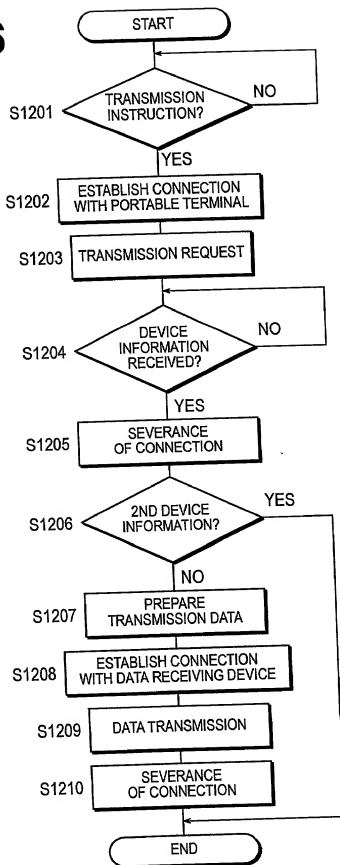 START
S1201
TRANSMISSION
INSTRUCTION?
NO
YES
S1202
ESTABLISH CONNECTION
WITH PORTABLE TERMINAL
S1203
TRANSMISSION REQUEST
S1204
DEVICE
INFORMATION
RECEIVED?
NO
YES
S1205
SEVERANCE
OF CONNECTION
S1206
2ND DEVICE
INFORMATION?
YES
NO
S1207
PREPARE
TRANSMISSION DATA
S1208
ESTABLISH CONNECTION
WITH DATA RECEIVING DEVICE
S1209
DATA TRANSMISSION
S1210
SEVERANCE
OF CONNECTION
END